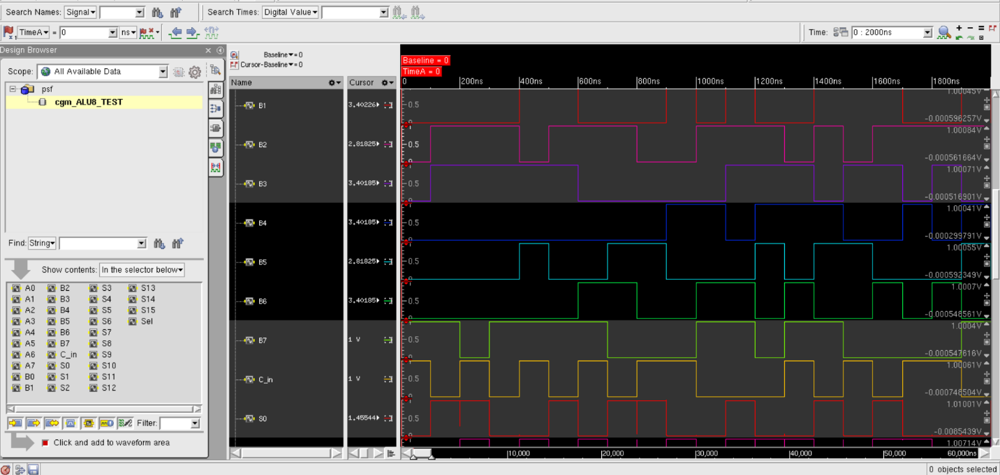 Search Names: Signal
Search Times: Digital Value
TimeA = 0 ns
Time: 0 : 2000ns
Design Browser
Scope: All Available Data
psf
cgm_ALU8_TEST
Find: String
Show contents: In the selector below
A0 B2 S3 S13
A1 B3 S4 S14
A2 B4 S5 S15
A3 B5 S6 Sel
A4 B6 S7
A5 B7 S8
A6 C_in S9
A7 S0 S10
B0 S1 S11
B1 S2 S12
Filter:
Click and add to waveform area
Baseline = 0
Cursor-Baseline = 0
Name Cursor
Baseline = 0
TimeA = 0
0 200ns 400ns 600ns 800ns 1000ns 1200ns 1400ns 1600ns 1800ns
B1 3.40226 0.5 1.00045V -0.000596257V
B2 2.81825 0.5 1.00084V -0.000561664V
B3 3.40185 0.5 1.00071V -0.000516901V
B4 3.40185 0.5 1.00041V -0.000299791V
B5 2.81825 0.5 1.00055V -0.000592349V
B6 3.40185 0.5 1.0007V -0.000548561V
B7 1 V 0.5 1.0004V -0.000547616V
C_in 1 V 0.5 1.00061V -0.000748504V
S0 1.45544 0.5 1.01001V -0.0085439V
1.00714V
10,000 20,000 30,000 40,000 50,000 60,000ns
0 objects selected